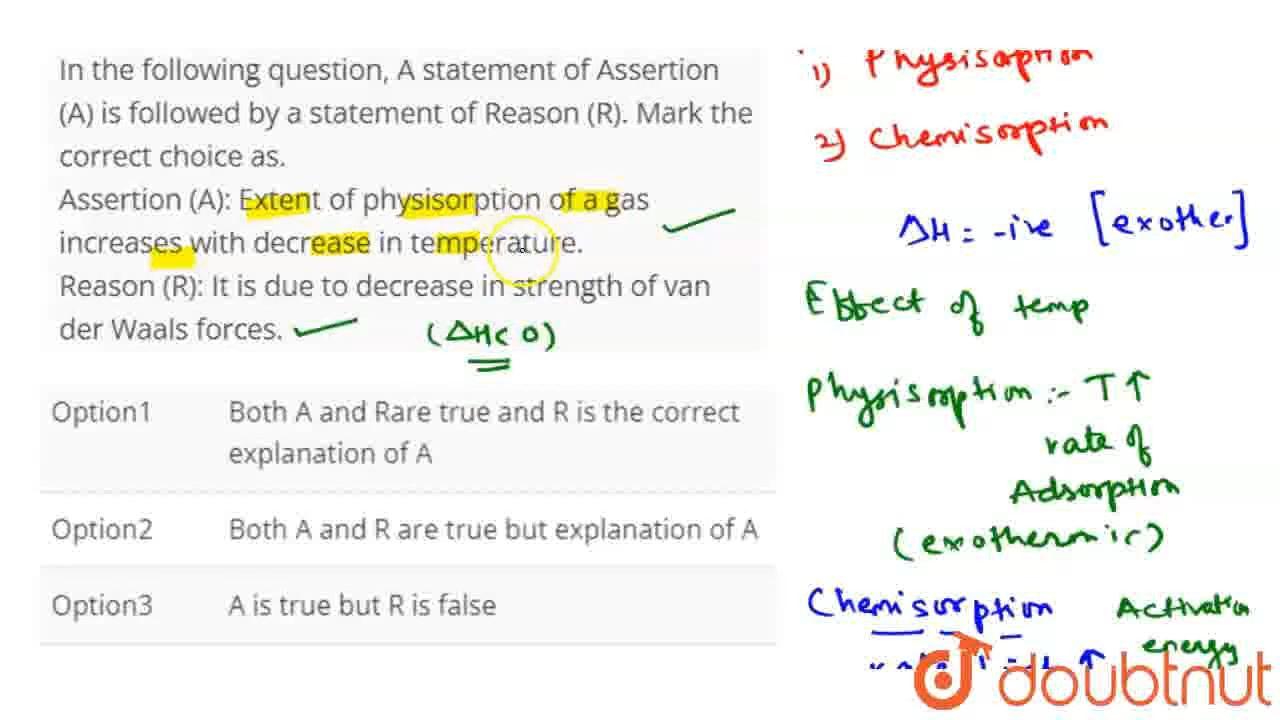 In the following question, A statement of Assertion
(A) is followed by a statement of Reason (R). Mark the
correct choice as.
Assertion (A): Extent of physisorption of a gas
increases with decrease in temperature.
Reason (R): It is due to decrease in strength of van
der Waals forces.
(ΔH< 0)
Option1 Both A and Rare true and R is the correct
explanation of A
Option2 Both A and R are true but explanation of A
Option3 A is true but R is false
1) Physisorption
2) Chemisorption
ΔH = -ive [exother]
Effect of temp
Physisorption :- T↑
rate of
Adsorption
(exothermic)
Chemisorption Activation
energy
doubtnut